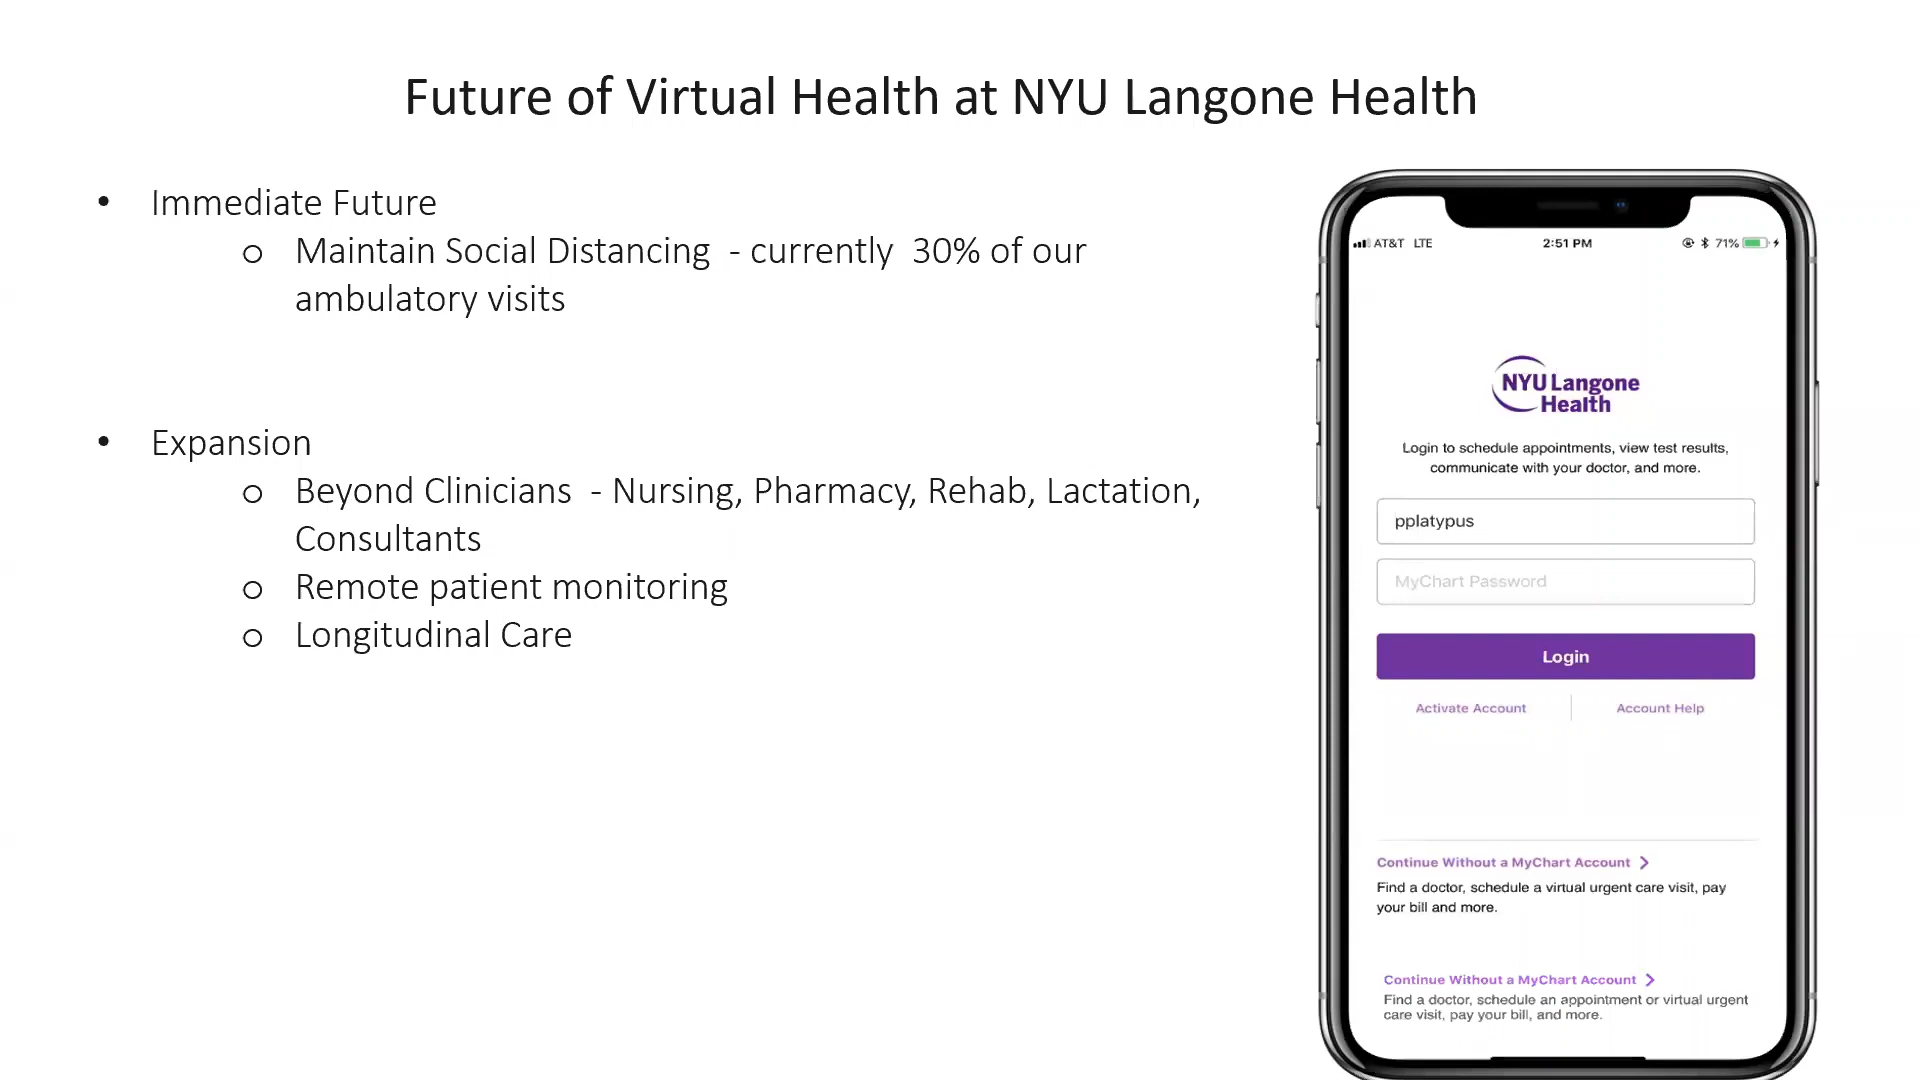 Future of Virtual Health at NYU Langone Health
• Immediate Future
o Maintain Social Distancing - currently 30% of our
ambulatory visits
• Expansion
o Beyond Clinicians - Nursing, Pharmacy, Rehab, Lactation,
Consultants
o Remote patient monitoring
o Longitudinal Care
AT&T LTE 2:51 PM 71%
NYU Langone
Health
Login to schedule appointments, view test results,
communicate with your doctor, and more.
pplatypus
MyChart Password
Login
Activate Account Account Help
Continue Without a MyChart Account
Find a doctor, schedule a virtual urgent care visit, pay
your bill and more.
Continue Without a MyChart Account
Find a doctor, schedule an appointment or virtual urgent
care visit, pay your bill, and more.